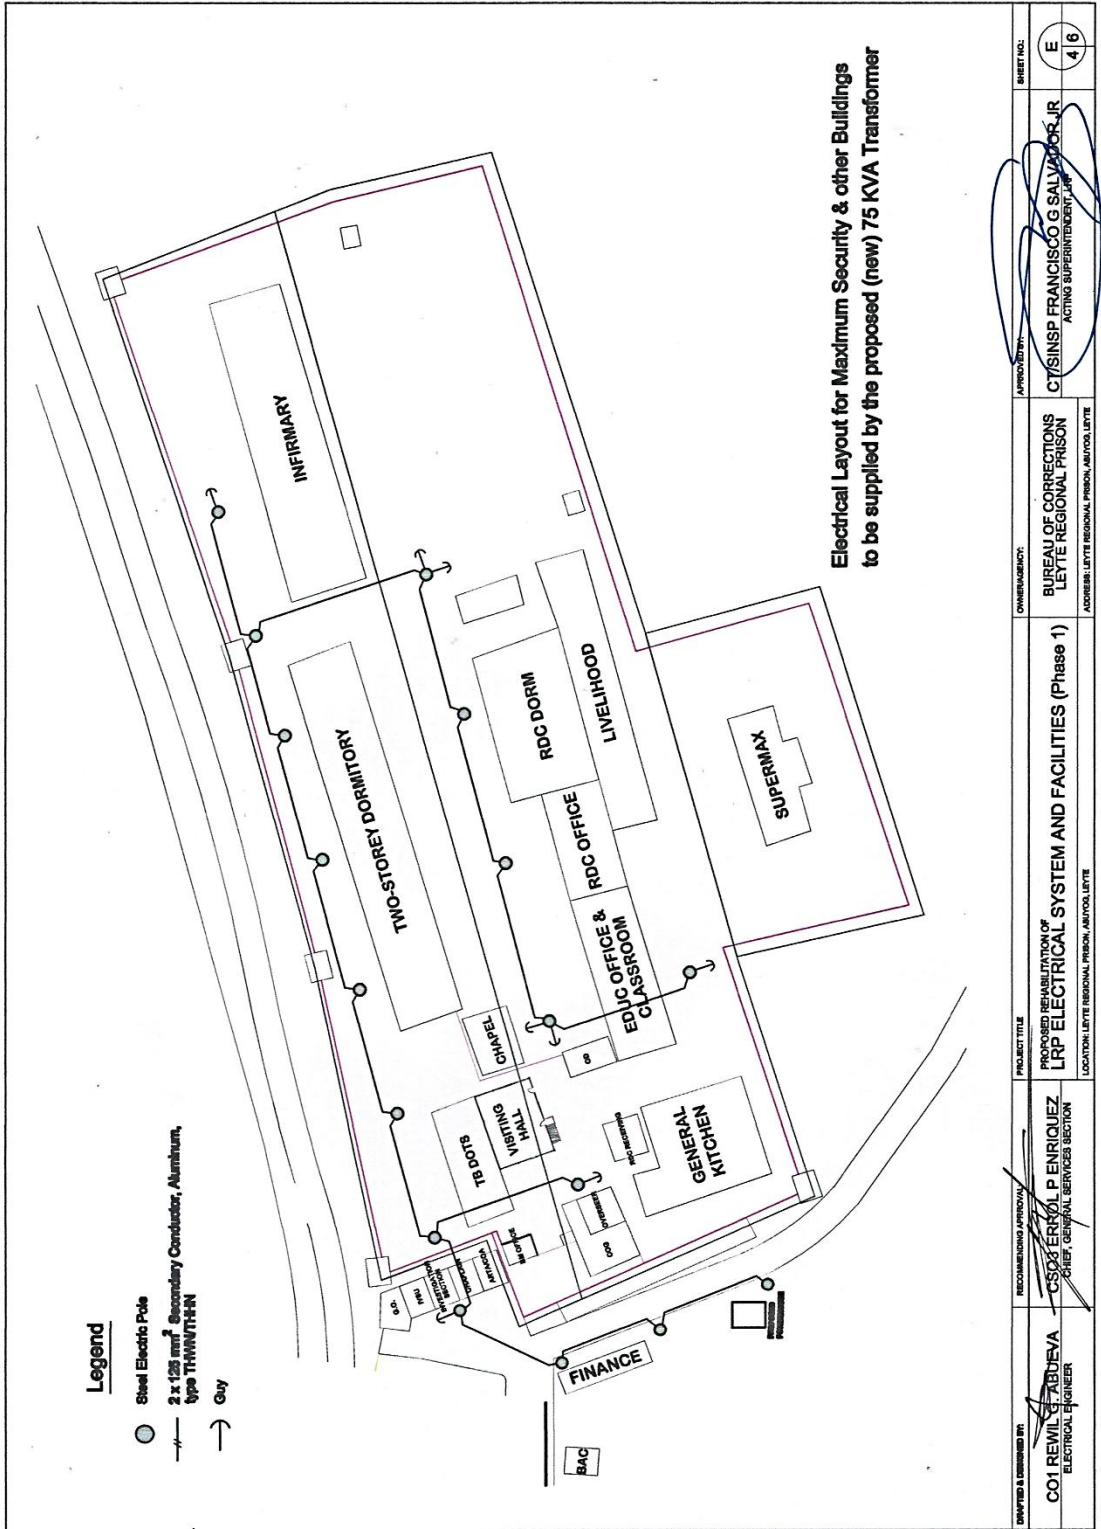 Legend
Steel Electric Pole
2 x 125 mm² Secondary Conductor, Aluminum,
type THWN/THHN
Guy
INFIRMARY
TWO-STOREY DORMITORY
RDC DORM
LIVELIHOOD
RDC OFFICE
EDUC OFFICE &
CLASSROOM
SUPERMAX
CHAPEL
TB DOTS
VISITING
HALL
RDC RECEIVING
GENERAL
KITCHEN
OVERSEER
COG
INVESTIGATION
SECTION
FINANCE
BAC
Electrical Layout for Maximum Security & other Buildings
to be supplied by the proposed (new) 75 KVA Transformer
DRAFTED & DESIGNED BY:
CO1 REWIL G. ABUEVA
ELECTRICAL ENGINEER
RECOMMENDING APPROVAL:
CSO3 ERROL P ENRIQUEZ
CHIEF, GENERAL SERVICES SECTION
PROJECT TITLE
PROPOSED REHABILITATION OF
LRP ELECTRICAL SYSTEM AND FACILITIES (Phase 1)
LOCATION: LEYTE REGIONAL PRISON, ABUYOG, LEYTE
OWNER/AGENCY:
BUREAU OF CORRECTIONS
LEYTE REGIONAL PRISON
ADDRESS: LEYTE REGIONAL PRISON, ABUYOG, LEYTE
APPROVED BY:
CT/SINSP FRANCISCO G SALVADOR JR
ACTING SUPERINTENDENT, LRP
SHEET NO.:
E
4 6